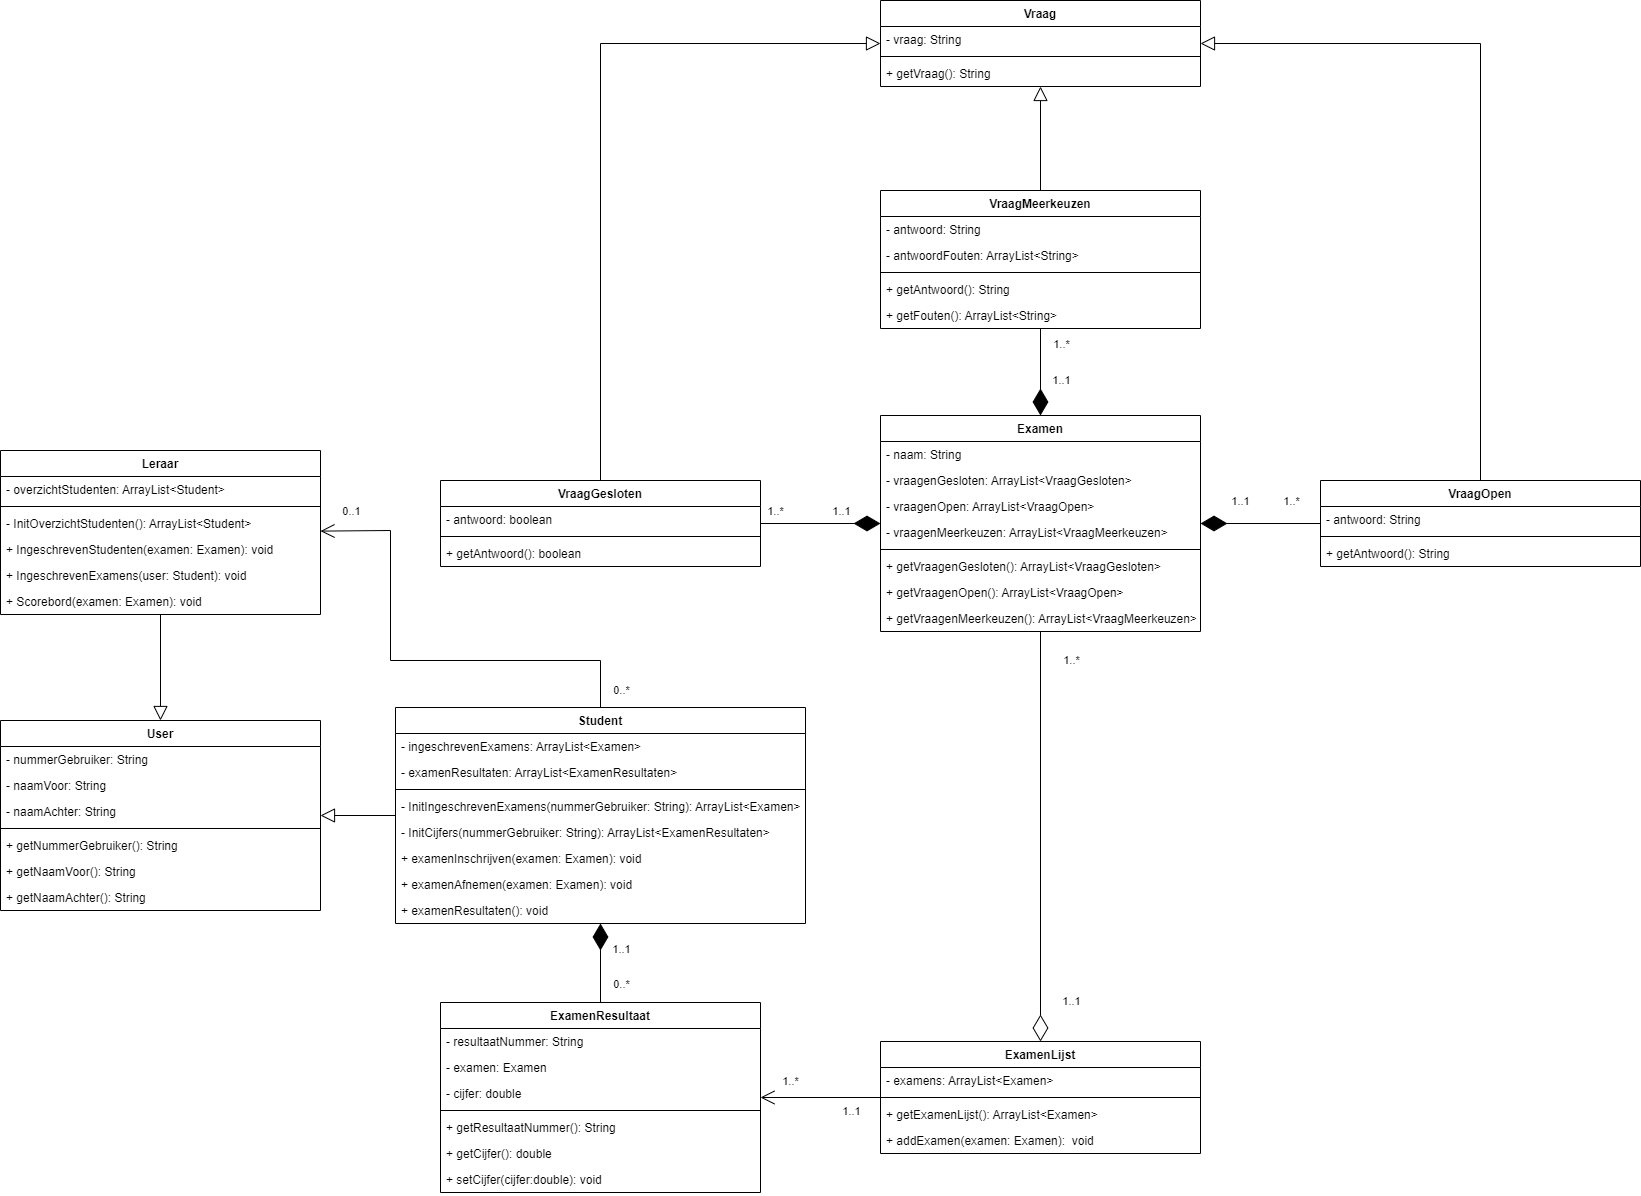 Vraag
- vraag: String
+ getVraag(): String
VraagMeerkeuzen
- antwoord: String
- antwoordFouten: ArrayList<String>
+ getAntwoord(): String
+ getFouten(): ArrayList<String>
1..*
1..1
Examen
- naam: String
- vraagenGesloten: ArrayList<VraagGesloten>
- vraagenOpen: ArrayList<VraagOpen>
- vraagenMeerkeuzen: ArrayList<VraagMeerkeuzen>
+ getVraagenGesloten(): ArrayList<VraagGesloten>
+ getVraagenOpen(): ArrayList<VraagOpen>
+ getVraagenMeerkeuzen(): ArrayList<VraagMeerkeuzen>
Leraar
- overzichtStudenten: ArrayList<Student>
- InitOverzichtStudenten(): ArrayList<Student>
+ IngeschrevenStudenten(examen: Examen): void
+ IngeschrevenExamens(user: Student): void
+ Scorebord(examen: Examen): void
0..1
VraagGesloten
- antwoord: boolean
+ getAntwoord(): boolean
1..*
1..1
1..1
1..*
VraagOpen
- antwoord: String
+ getAntwoord(): String
1..*
0..*
User
- nummerGebruiker: String
- naamVoor: String
- naamAchter: String
+ getNummerGebruiker(): String
+ getNaamVoor(): String
+ getNaamAchter(): String
Student
- ingeschrevenExamens: ArrayList<Examen>
- examenResultaten: ArrayList<ExamenResultaten>
- InitIngeschrevenExamens(nummerGebruiker: String): ArrayList<Examen>
- InitCijfers(nummerGebruiker: String): ArrayList<ExamenResultaten>
+ examenInschrijven(examen: Examen): void
+ examenAfnemen(examen: Examen): void
+ examenResultaten(): void
1..1
0..*
1..1
ExamenResultaat
- resultaatNummer: String
- examen: Examen
- cijfer: double
+ getResultaatNummer(): String
+ getCijfer(): double
+ setCijfer(cijfer:double): void
1..*
1..1
ExamenLijst
- examens: ArrayList<Examen>
+ getExamenLijst(): ArrayList<Examen>
+ addExamen(examen: Examen): void